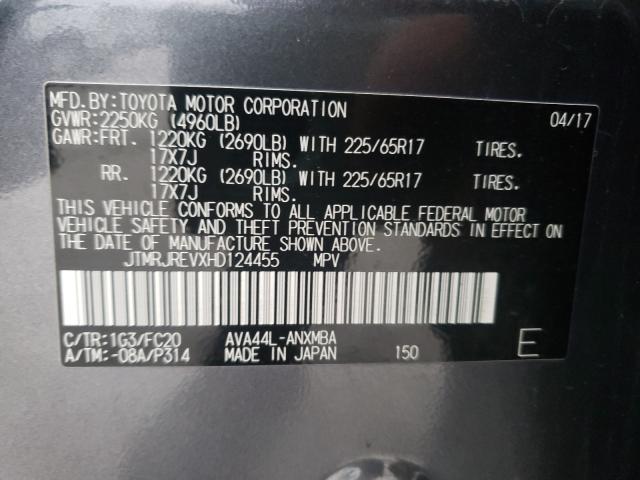 MFD.BY:TOYOTA MOTOR CORPORATION 04/17
GVWR:2250KG (4960LB)
GAWR:FRT. 1220KG (2690LB) WITH 225/65R17 TIRES.
17X7J RIMS.
RR. 1220KG (2690LB) WITH 225/65R17 TIRES.
17X7J RIMS.
THIS VEHICLE CONFORMS TO ALL APPLICABLE FEDERAL MOTOR
VEHICLE SAFETY AND THEFT PREVENTION STANDARDS IN EFFECT ON
THE DATE OF MANUFACTURE SHOWN ABOVE.
JTMRJREVXHD124455 MPV
C/TR:1G3/FC20 AVA44L-ANXMBA
A/TM:-08A/P314 MADE IN JAPAN 150 E